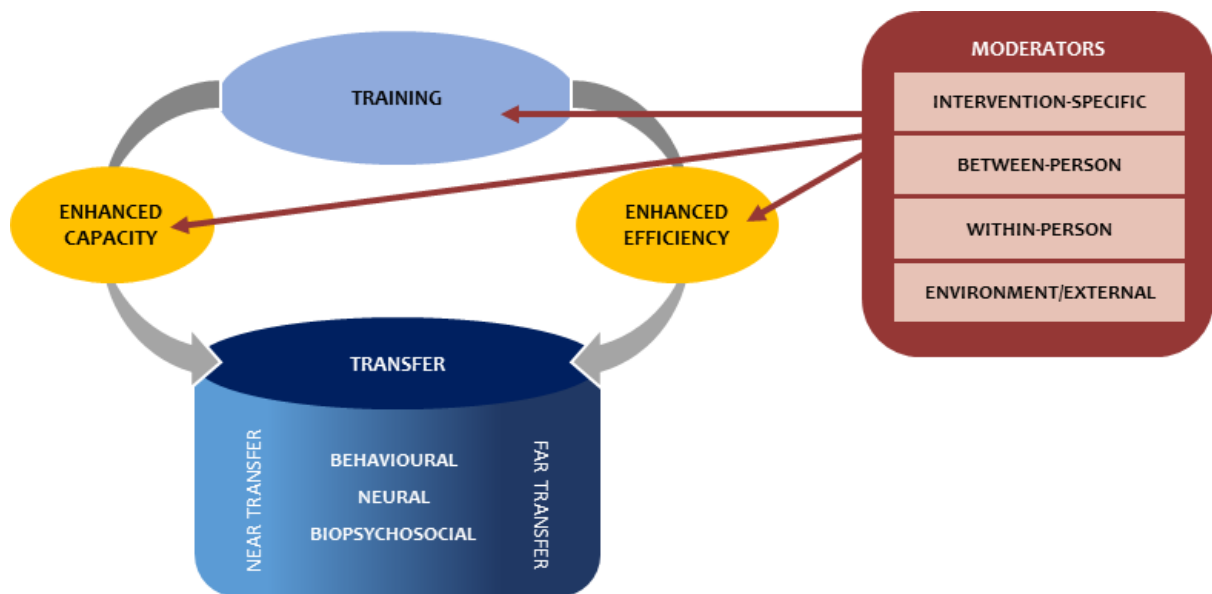 TRAINING
ENHANCED
CAPACITY
ENHANCED
EFFICIENCY
MODERATORS
INTERVENTION-SPECIFIC
BETWEEN-PERSON
WITHIN-PERSON
ENVIRONMENT/EXTERNAL
TRANSFER
NEAR TRANSFER
BEHAVIOURAL
NEURAL
BIOPSYCHOSOCIAL
FAR TRANSFER